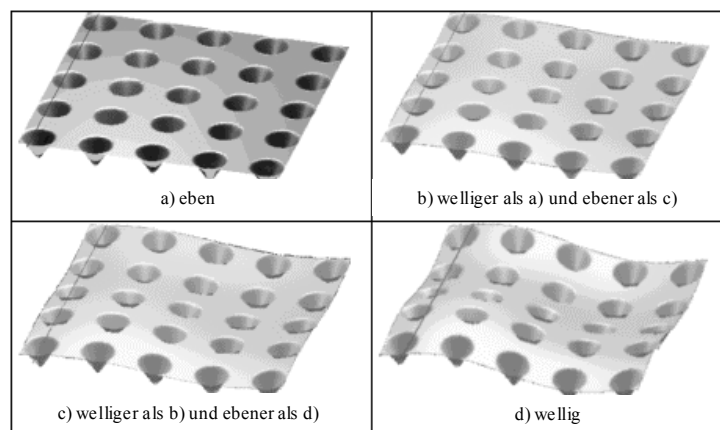 a) eben
b) welliger als a) und ebener als c)
c) welliger als b) und ebener als d)
d) wellig